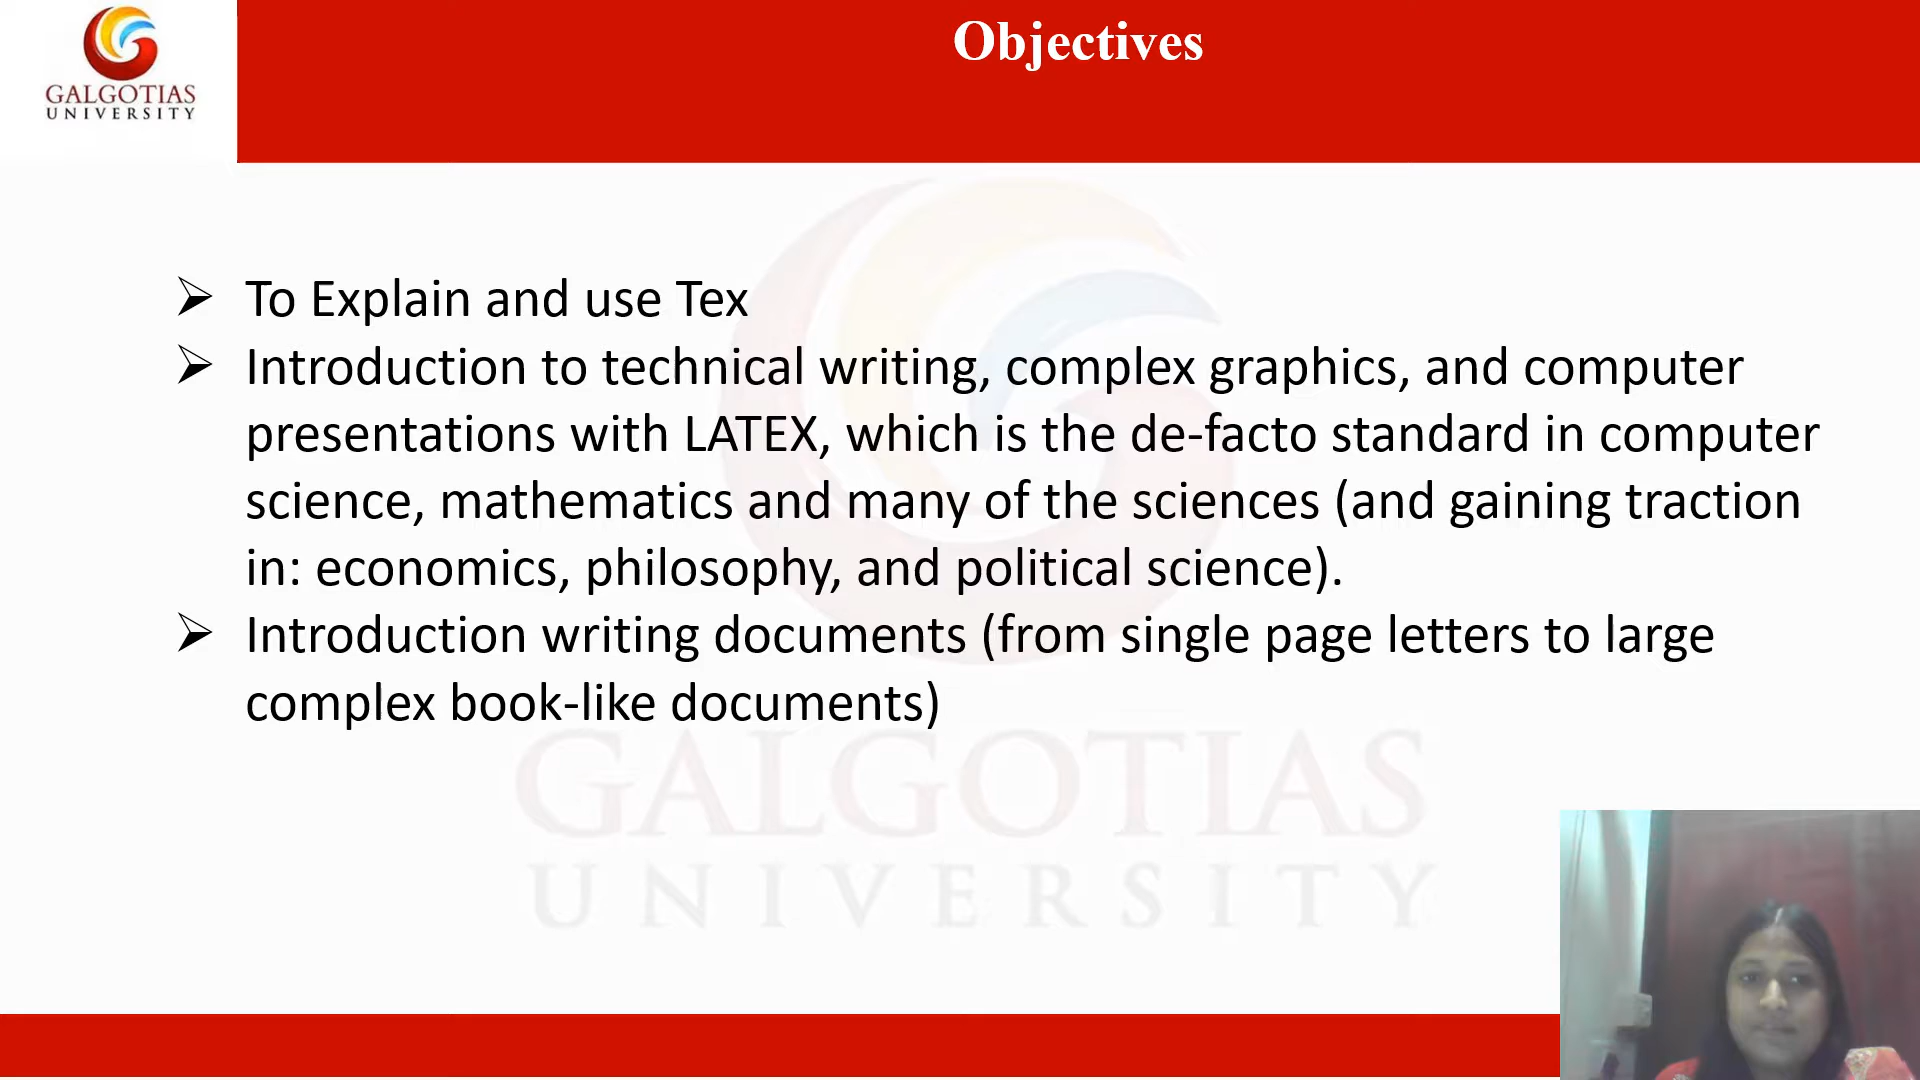 GALGOTIAS
UNIVERSITY
Objectives
➢ To Explain and use Tex
➢ Introduction to technical writing, complex graphics, and computer
presentations with LATEX, which is the de-facto standard in computer
science, mathematics and many of the sciences (and gaining traction
in: economics, philosophy, and political science).
➢ Introduction writing documents (from single page letters to large
complex book-like documents)
GALGOTIAS
UNIVERSITY